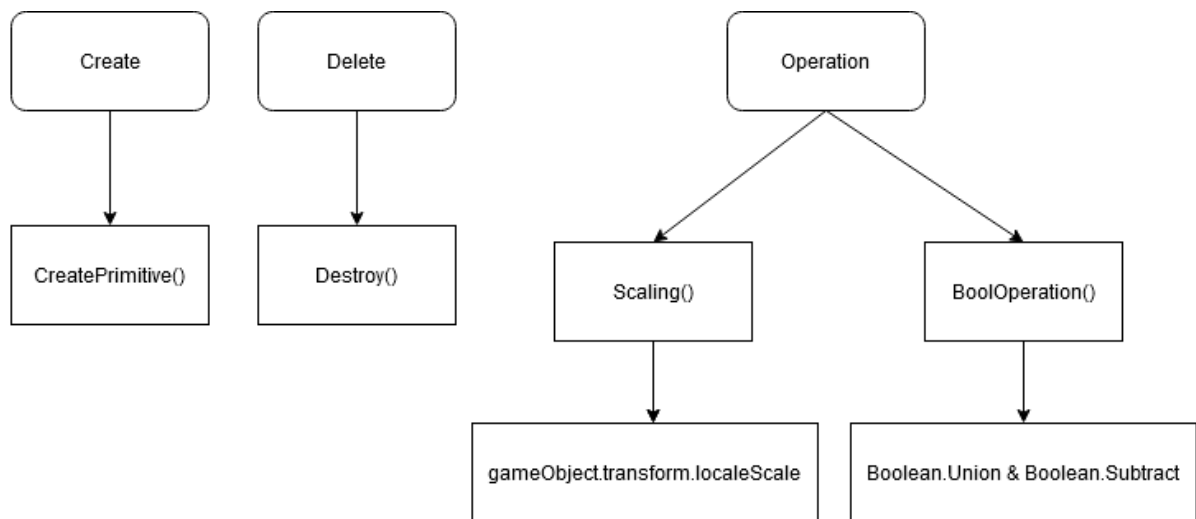 Create
Delete
Operation
CreatePrimitive()
Destroy()
Scaling()
BoolOperation()
gameObject.transform.localeScale
Boolean.Union & Boolean.Subtract